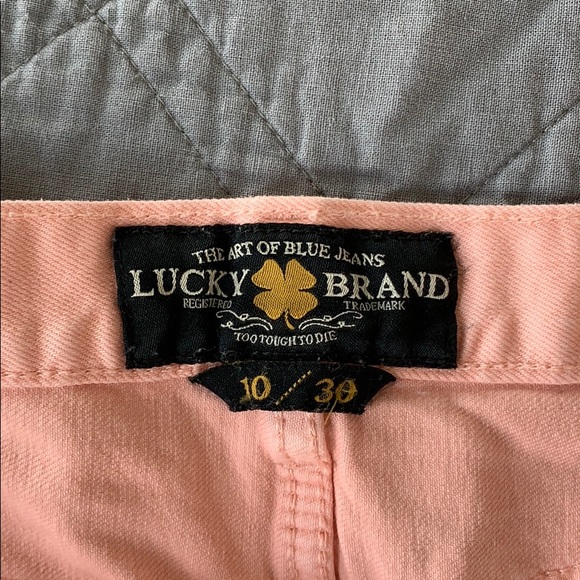 THE ART OF BLUE JEANS
LUCKY BRAND
REGISTERED TRADEMARK
TOO TOUGH TO DIE
10 / 30